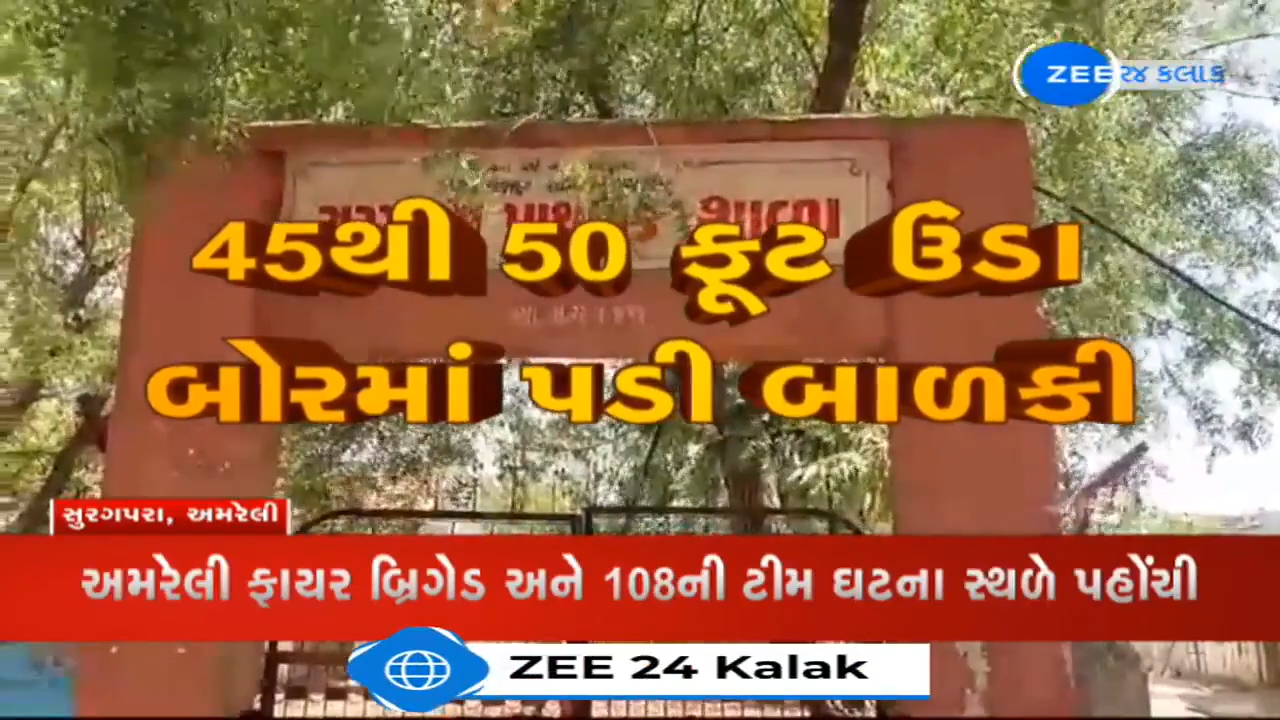 ZEE ૨૪ કલાક
શાળા
45થી 50 ફૂટ ઉંડા
બોરમાં પડી બાળકી
સુરગપરા, અમરેલી
અમરેલી ફાયર બ્રિગેડ અને 108ની ટીમ ઘટના સ્થળે પહોંચી
ZEE 24 Kalak